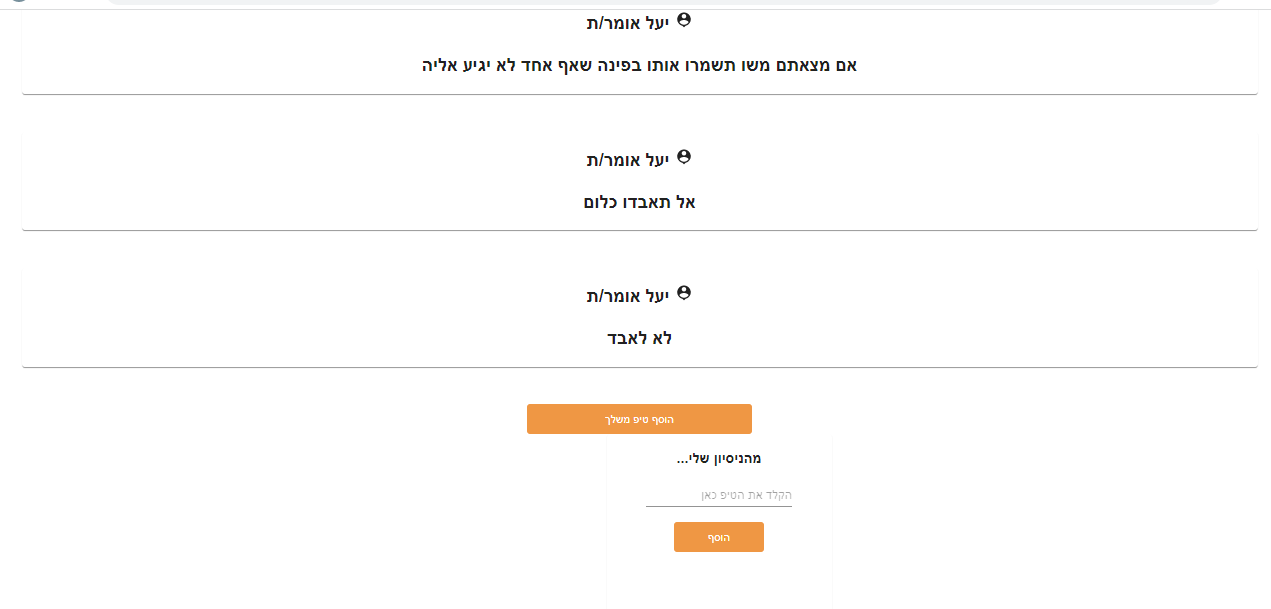 יעל אומר/ת
אם מצאתם משו תשמרו אותו בפינה שאף אחד לא יגיע אליה
יעל אומר/ת
אל תאבדו כלום
יעל אומר/ת
לא לאבד
הוסף טיפ משלך
מהניסיון שלי...
הקלד את הטיפ כאן
הוסף